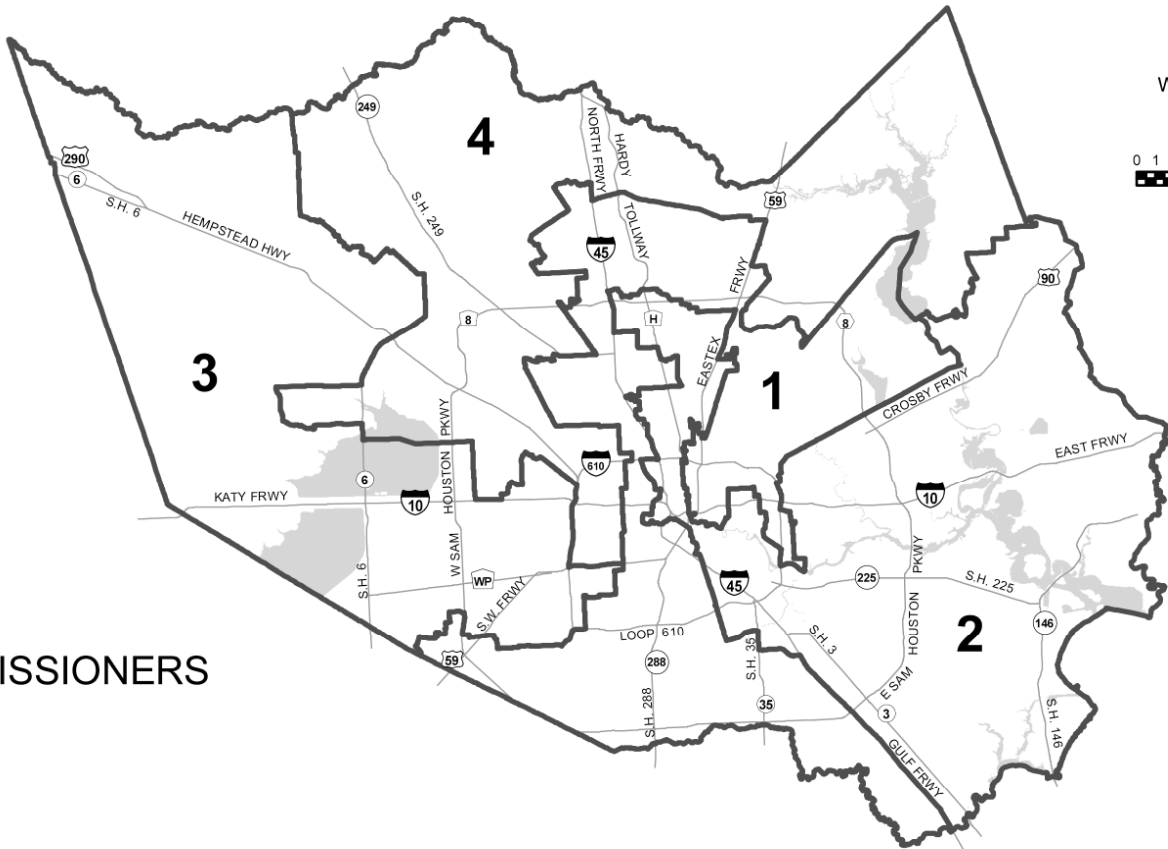 W
0 1
4
249
290
6
S.H. 6
HEMPSTEAD HWY
S.H. 249
NORTH FRWY
HARDY
TOLLWAY
59
45
FRWY
EASTEX
90
8
H
8
3
1
CROSBY FRWY
HOUSTON PKWY
W SAM
610
EAST FRWY
6
KATY FRWY
10
10
S.H. 6
WP
S.W. FRWY
45
225
S.H. 225
HOUSTON PKWY
E SAM
146
2
LOOP 610
S.H. 3
59
288
S.H. 35
S.H. 288
35
3
S.H. 146
GULF FRWY
ISSIONERS